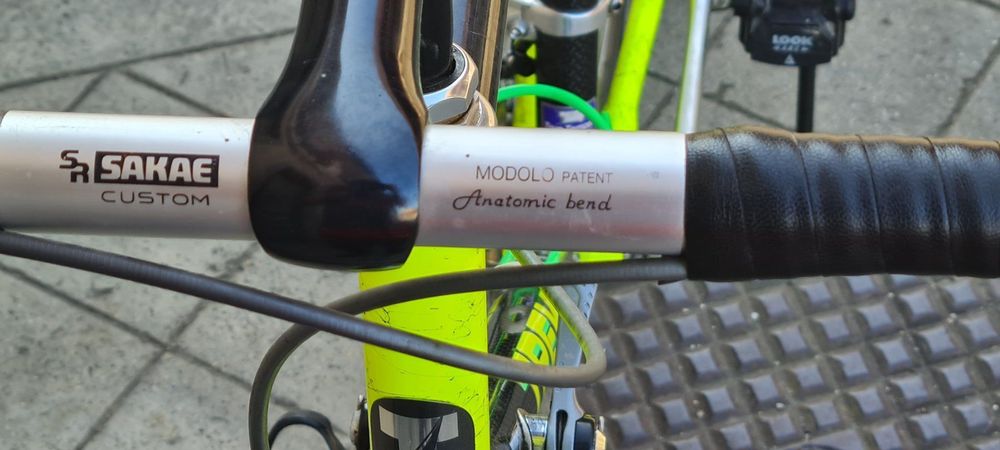 SR SAKAE
CUSTOM
MODOLO PATENT
Anatomic bend
LOOK